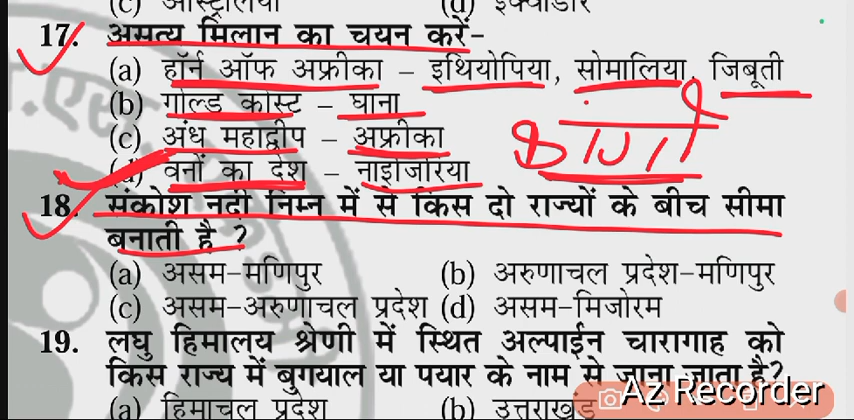 (c) ऑस्ट्रेलिया (d) इक्वाडोर
17. असत्य मिलान का चयन करें–
(a) हॉर्न ऑफ अफ्रीका – इथियोपिया, सोमालिया, जिबूती
(b) गोल्ड कोस्ट – घाना
(c) अंध महाद्वीप – अफ्रीका
(d) वनों का देश – नाइजीरिया
18. संकोश नदी निम्न में से किस दो राज्यों के बीच सीमा
बनाती है ?
(a) असम–मणिपुर (b) अरुणाचल प्रदेश–मणिपुर
(c) असम–अरुणाचल प्रदेश (d) असम–मिजोरम
19. लघु हिमालय श्रेणी में स्थित अल्पाईन चारागाह को
किस राज्य में बुगयाल या पयार के नाम से जाना जाता है?
(a) हिमाचल प्रदेश (b) उत्तराखंड
Az Recorder